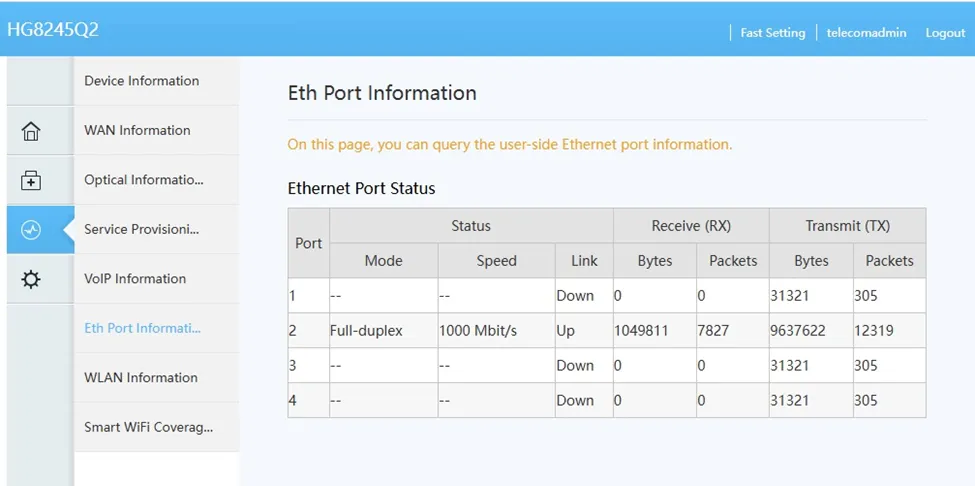 HG8245Q2
Fast Setting telecomadmin Logout
Device Information
WAN Information
Optical Informatio...
Service Provisioni...
VoIP Information
Eth Port Informati...
WLAN Information
Smart WiFi Coverag...
Eth Port Information
On this page, you can query the user-side Ethernet port information.
Ethernet Port Status
Port Status Receive (RX) Transmit (TX)
Mode Speed Link Bytes Packets Bytes Packets
1 -- -- Down 0 0 31321 305
2 Full-duplex 1000 Mbit/s Up 1049811 7827 9637622 12319
3 -- -- Down 0 0 31321 305
4 -- -- Down 0 0 31321 305